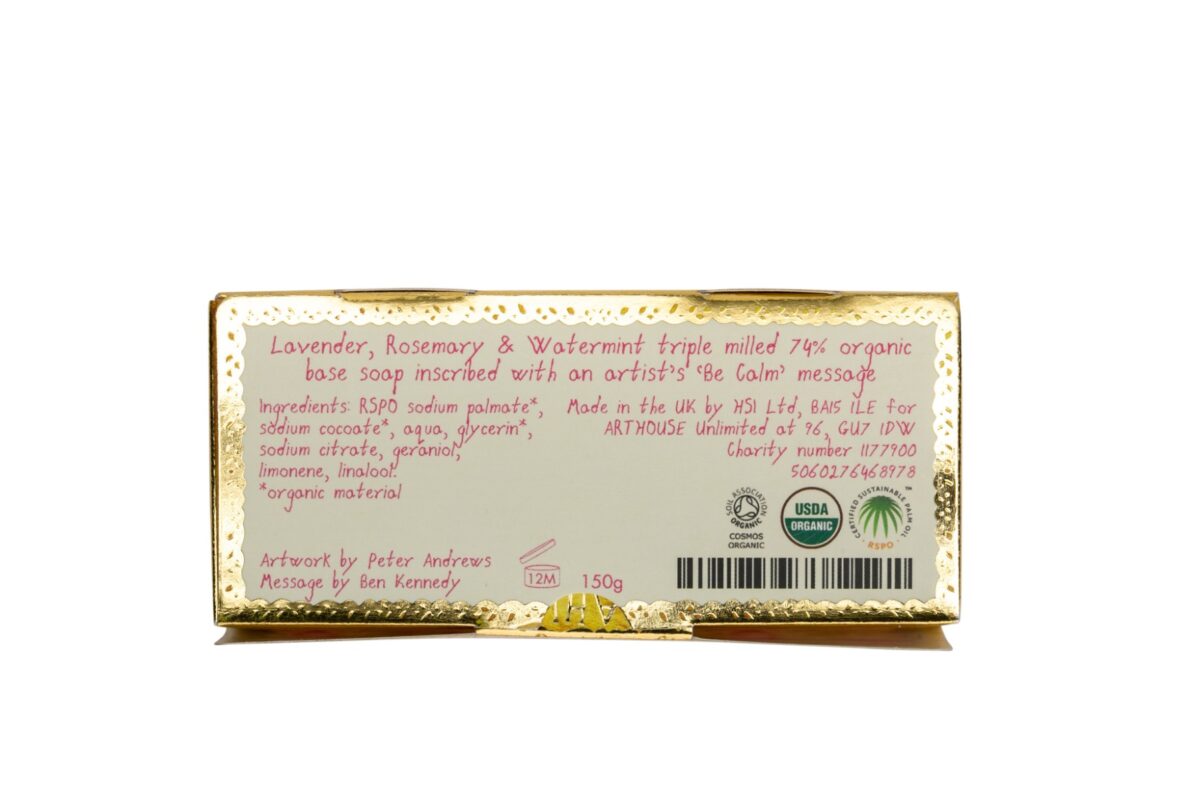 Lavender, Rosemary & Watermint triple milled 74% organic
base soap inscribed with an artist's 'Be Calm' message
Ingredients: RSPO sodium palmate*,
sodium cocoate*, aqua, glycerin*,
sodium citrate, geraniol,
limonene, linalool.
*organic material
Made in the UK by HSI Ltd, BA15 1LE for
ARTHOUSE Unlimited at 96, GU7 1DW
Charity number 1177900
5060276468978
SOIL ASSOCIATION
ORGANIC
COSMOS
ORGANIC
USDA
ORGANIC
CERTIFIED SUSTAINABLE PALM OIL ™
RSPO
Artwork by Peter Andrews
Message by Ben Kennedy
12M
150g